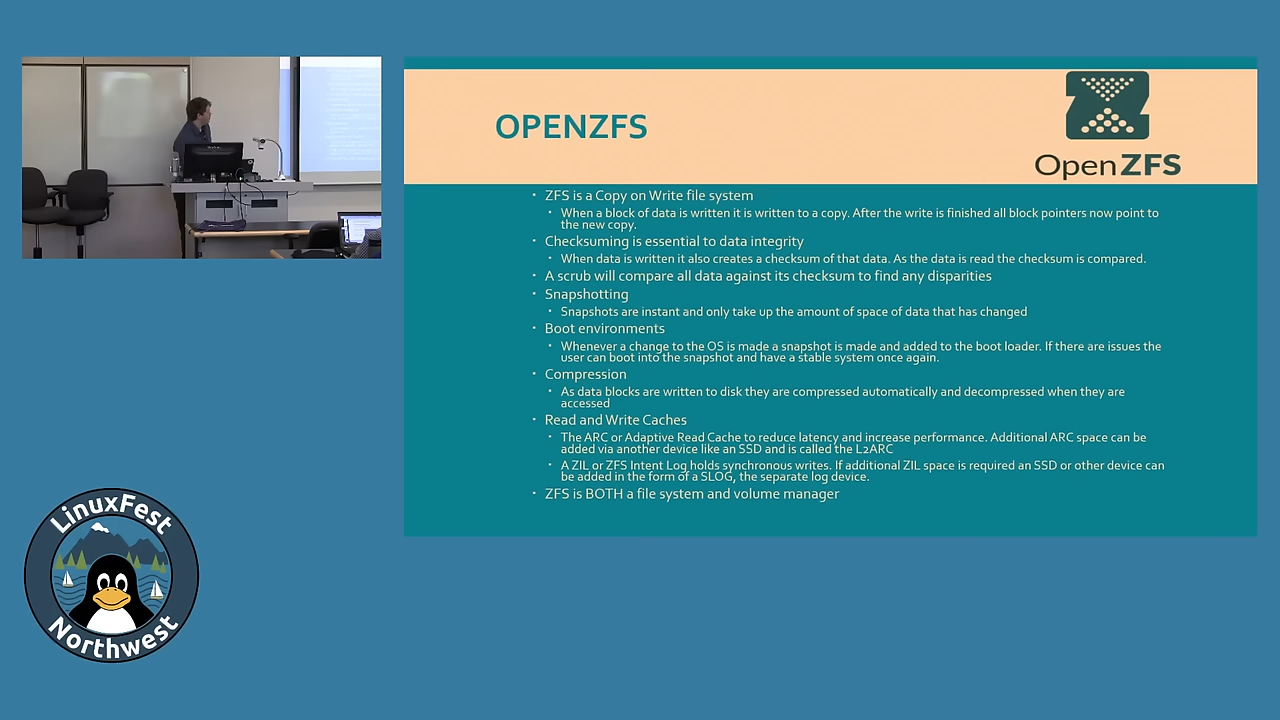 OPENZFS
Open ZFS
• ZFS is a Copy on Write file system
• When a block of data is written it is written to a copy. After the write is finished all block pointers now point to
the new copy.
• Checksuming is essential to data integrity
• When data is written it also creates a checksum of that data. As the data is read the checksum is compared.
• A scrub will compare all data against its checksum to find any disparities
• Snapshotting
• Snapshots are instant and only take up the amount of space of data that has changed
• Boot environments
• Whenever a change to the OS is made a snapshot is made and added to the boot loader. If there are issues the
user can boot into the snapshot and have a stable system once again.
• Compression
• As data blocks are written to disk they are compressed automatically and decompressed when they are
accessed
• Read and Write Caches
• The ARC or Adaptive Read Cache to reduce latency and increase performance. Additional ARC space can be
added via another device like an SSD and is called the L2ARC
• A ZIL or ZFS Intent Log holds synchronous writes. If additional ZIL space is required an SSD or other device can
be added in the form of a SLOG, the separate log device.
• ZFS is BOTH a file system and volume manager
LinuxFest
Northwest